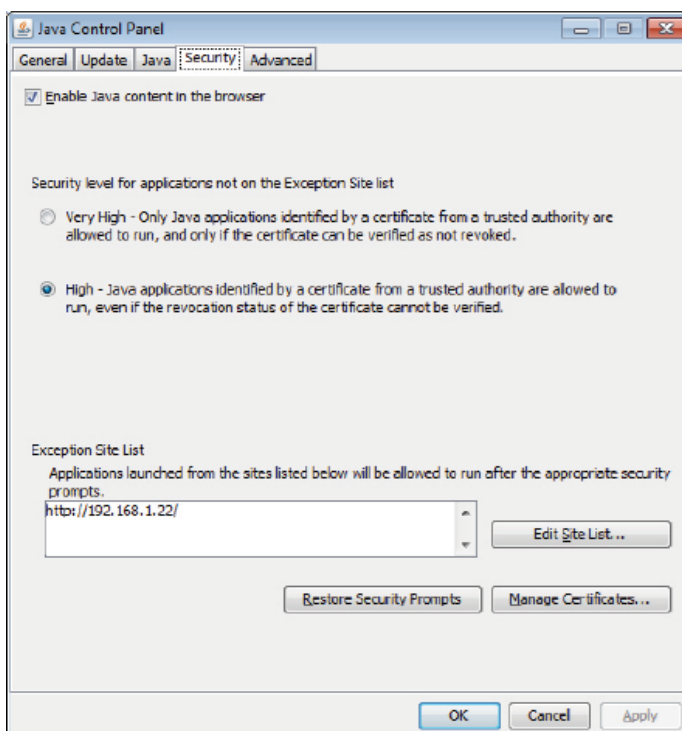 Java Control Panel
General Update Java Security Advanced
Enable Java content in the browser
Security level for applications not on the Exception Site list
Very High - Only Java applications identified by a certificate from a trusted authority are
allowed to run, and only if the certificate can be verified as not revoked.
High - Java applications identified by a certificate from a trusted authority are allowed to
run, even if the revocation status of the certificate cannot be verified.
Exception Site List
Applications launched from the sites listed below will be allowed to run after the appropriate security
prompts.
http://192.168.1.22/
Edit Site List...
Restore Security Prompts Manage Certificates...
OK Cancel Apply